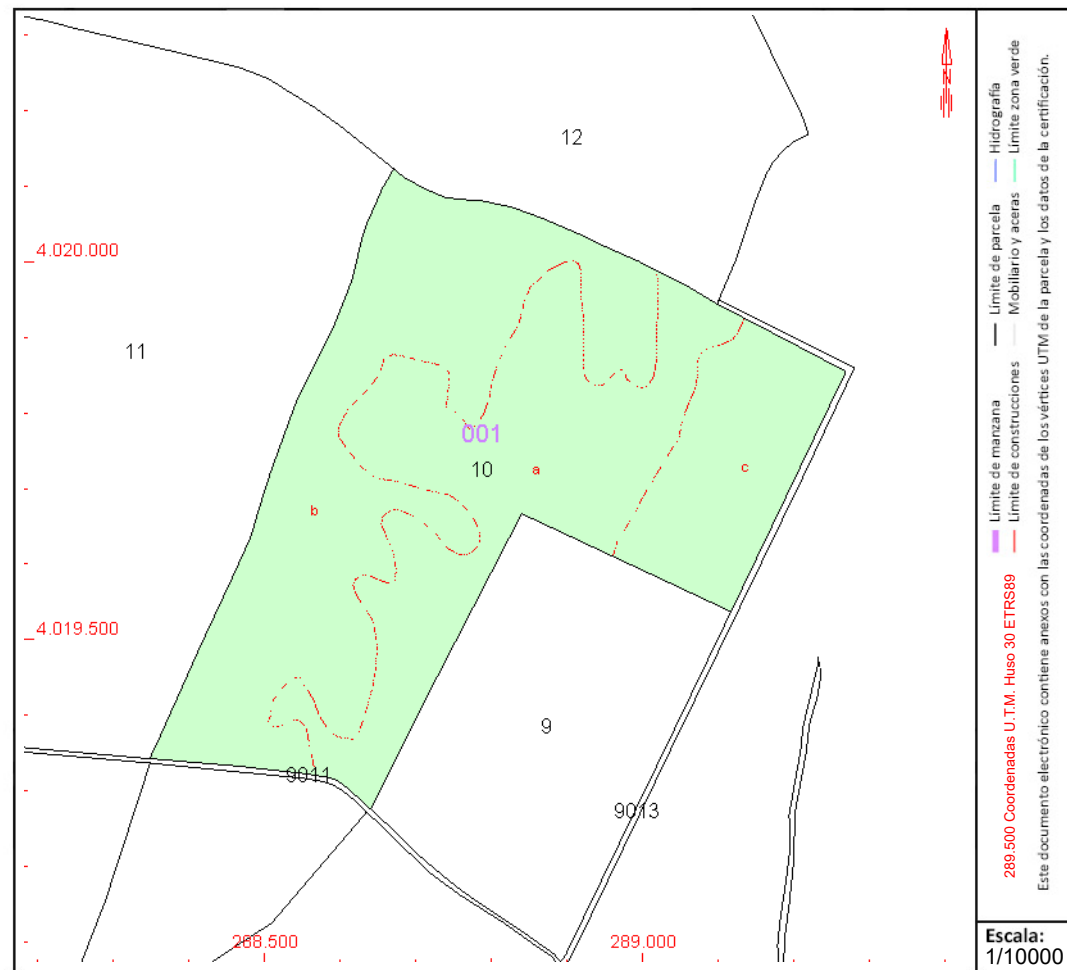 N
12
4.020.000
11
001
10
a
c
b
4.019.500
9
9011
9013
288.500
289.000
Límite de manzana
Límite de parcela
Hidrografía
Límite de construcciones
Mobiliario y aceras
Límite zona verde
289.500 Coordenadas U.T.M. Huso 30 ETRS89
Este documento electrónico contiene anexos con las coordenadas de los vértices UTM de la parcela y los datos de la certificación.
Escala:
1/10000